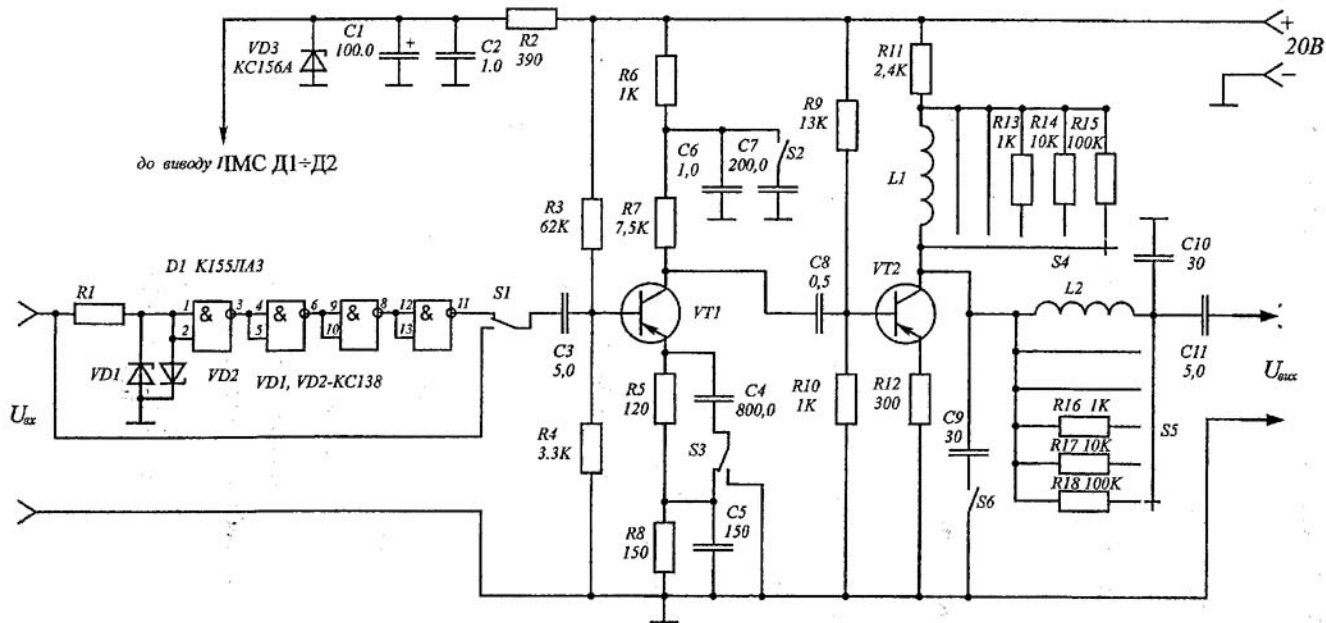 VD3
КС156А
C1
100.0
+
C2
1.0
R2
390
до виводу ІМС Д1÷Д2
R6
1K
R9
13K
R11
2,4K
+
20В
−
R13
1K
R14
10K
R15
100K
C6
1,0
C7
200,0
S2
L1
R3
62K
R7
7,5K
C8
0,5
VT2
S4
C10
30
D1 К155ЛА3
R1
1
2
&
3
4
5
&
6
9
10
&
8
12
13
&
11
S1
C3
5,0
VT1
L2
C11
5,0
Uвих
VD1
VD2
VD1, VD2-КС138
Uвх
R5
120
C4
800,0
R10
1K
R12
300
C9
30
R16 1K
R17 10K
R18 100K
S5
R4
3.3K
S3
S6
R8
150
C5
150